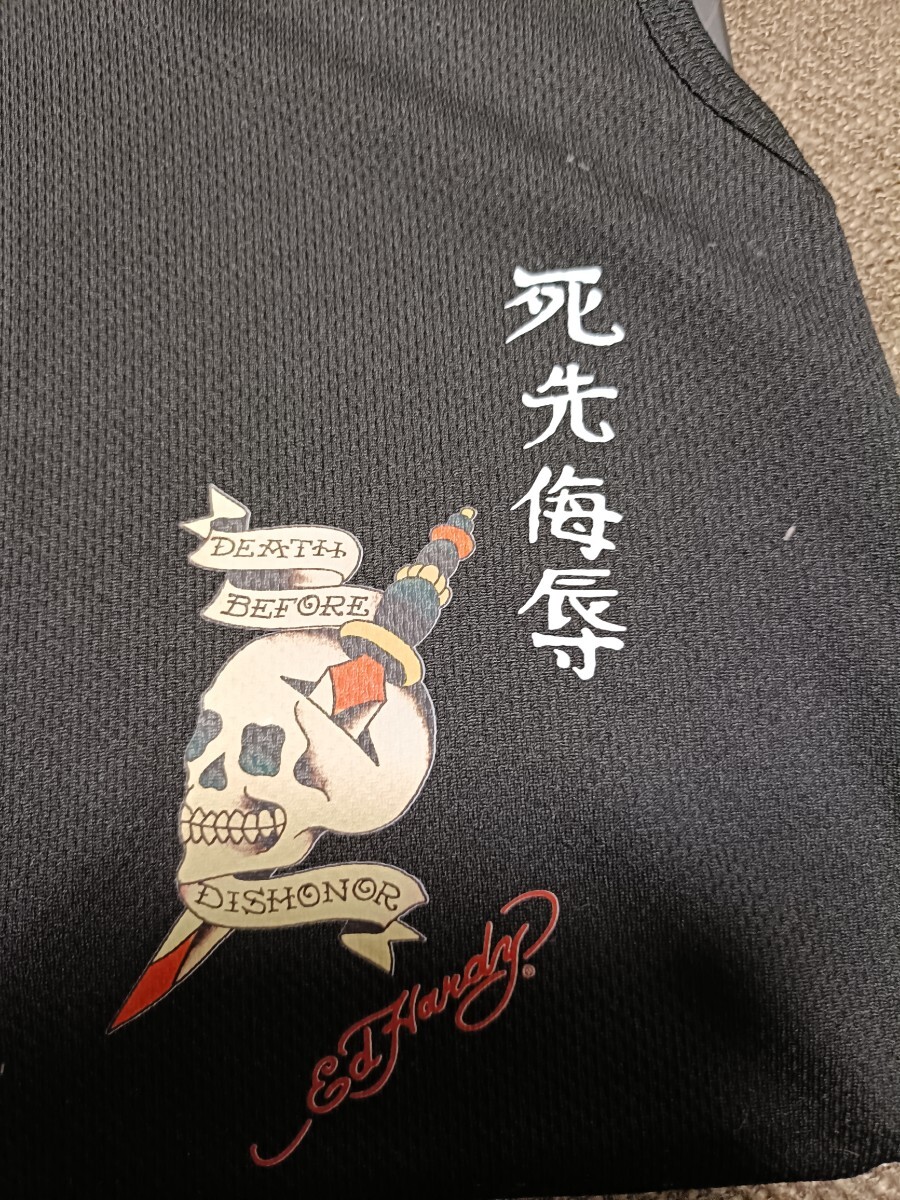 死先侮辱
DEATH
BEFORE
DISHONOR
Ed Hardy®